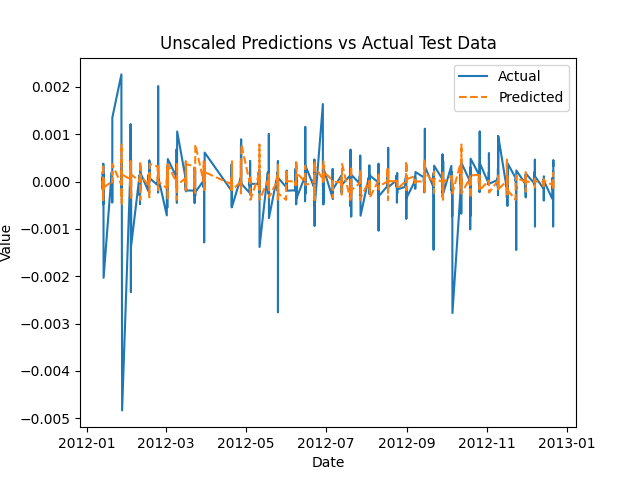 Unscaled Predictions vs Actual Test Data
Actual
Predicted
0.002
0.001
0.000
−0.001
−0.002
−0.003
−0.004
−0.005
Value
2012-01 2012-03 2012-05 2012-07 2012-09 2012-11 2013-01
Date